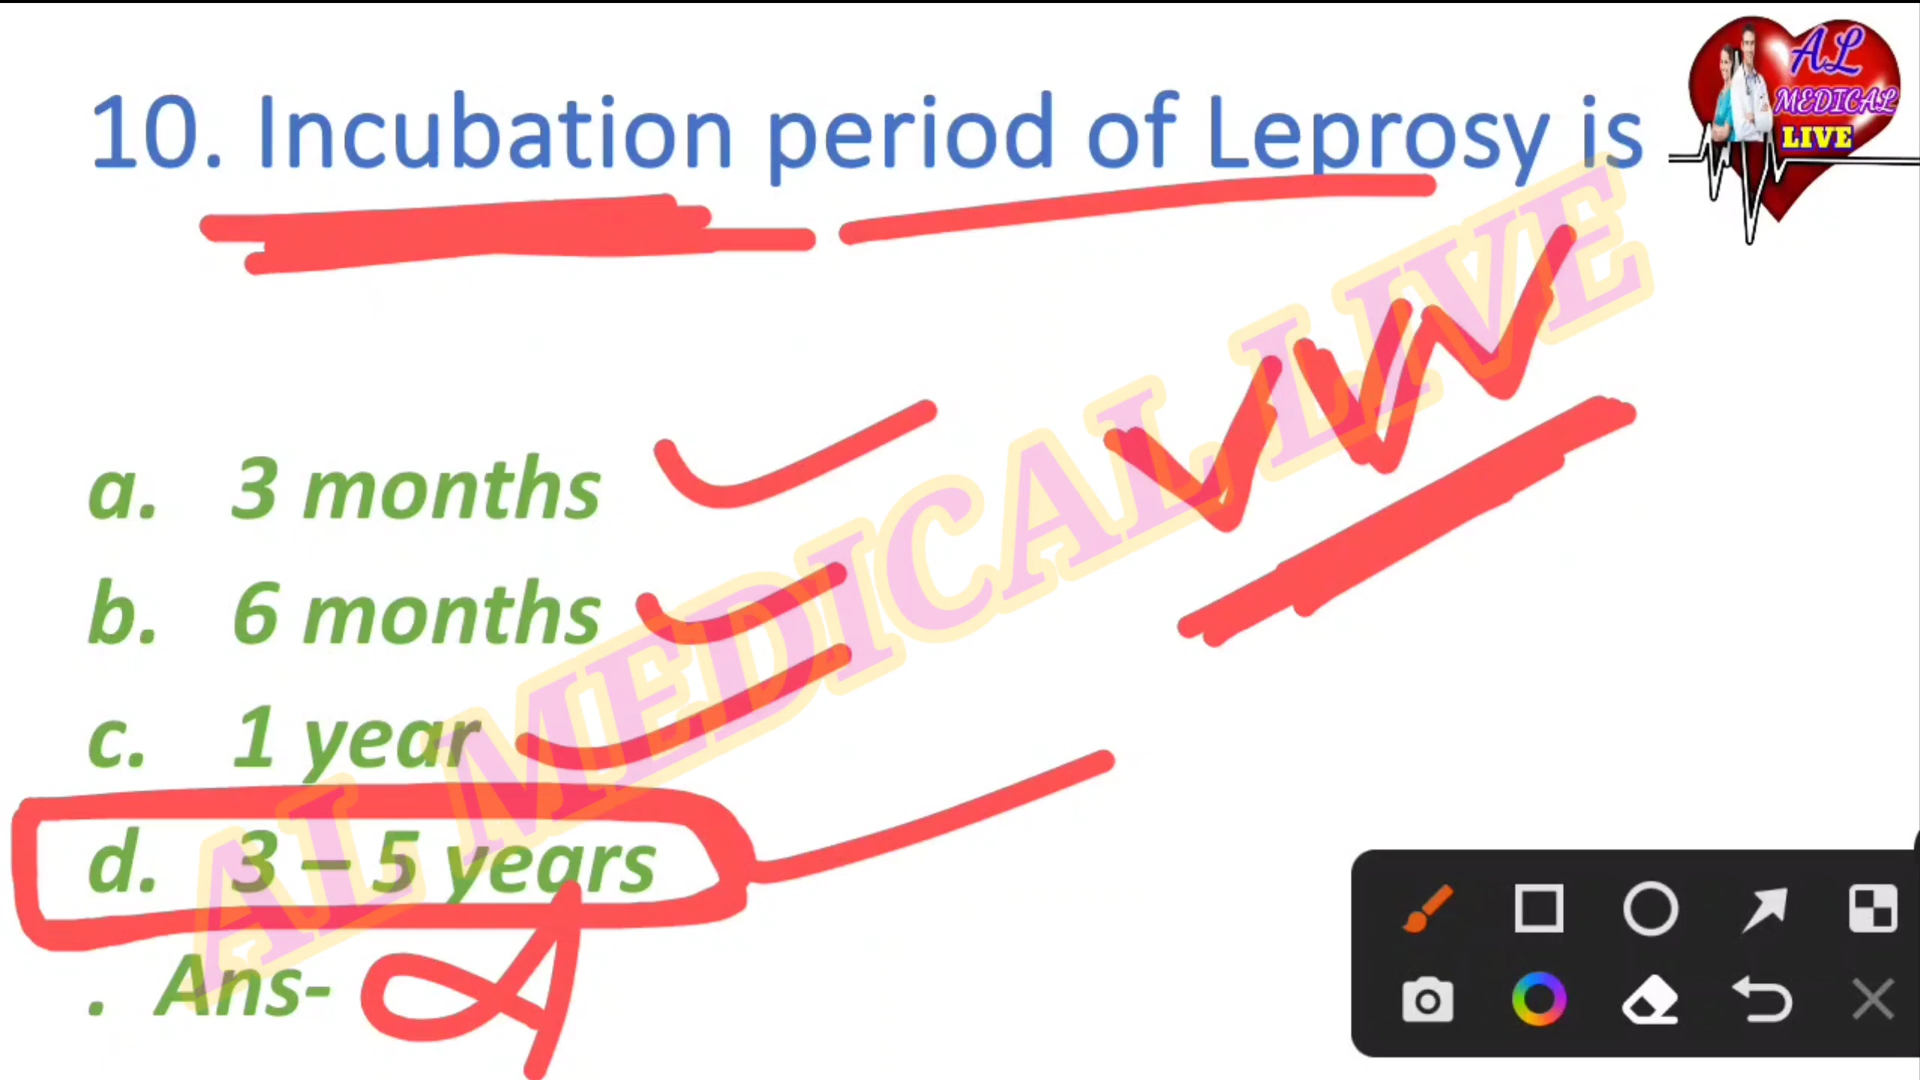 10. Incubation period of Leprosy is
AL
MEDICAL
LIVE
a. 3 months
b. 6 months
c. 1 year
d. 3 – 5 years
. Ans- d
AL MEDICAL LIVE